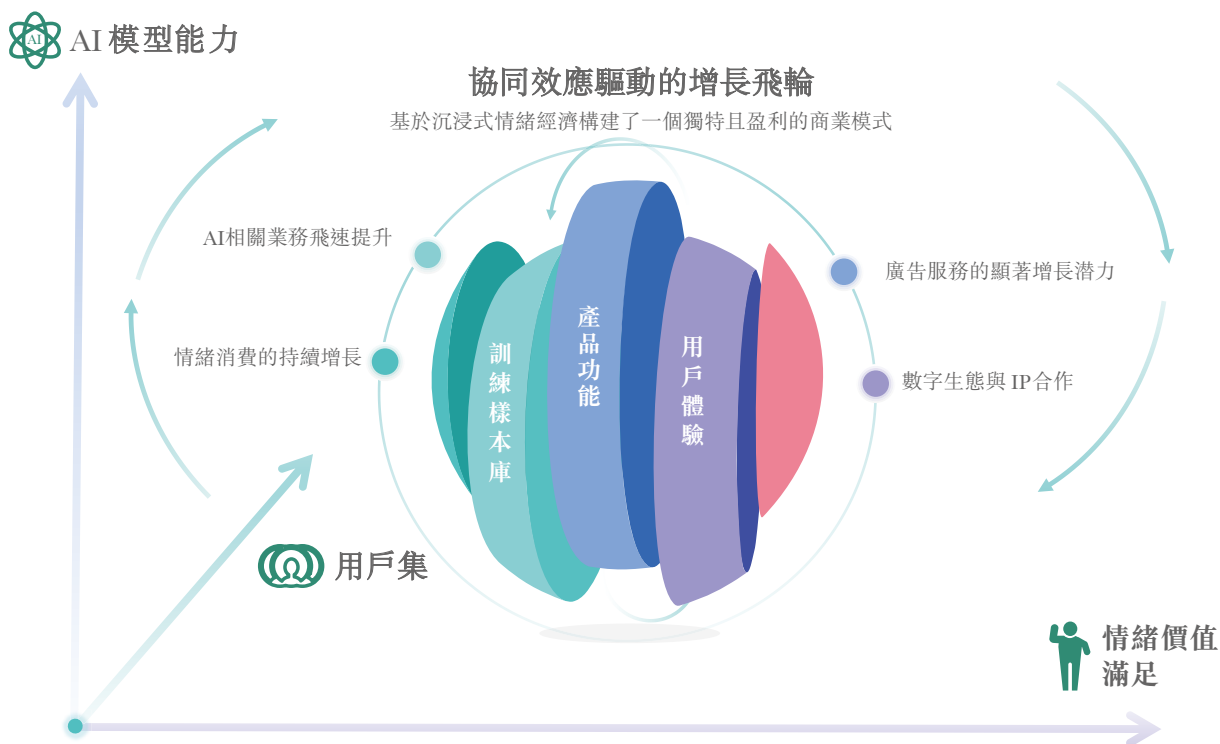 AI
AI 模型能力
協同效應驅動的增長飛輪
基於沉浸式情緒經濟構建了一個獨特且盈利的商業模式
AI相關業務飛速提升
情緒消費的持續增長
廣告服務的顯著增長潜力
數字生態與 IP合作
訓練樣本庫
產品功能
用戶體驗
用戶集
情緒價值
滿足